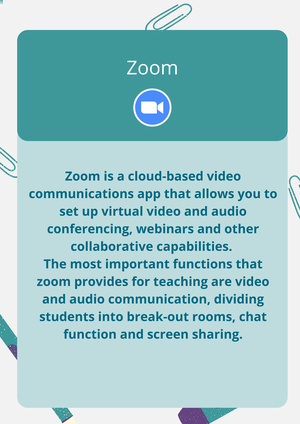 Zoom
Zoom is a cloud-based video
communications app that allows you to
set up virtual video and audio
conferencing, webinars and other
collaborative capabilities.
The most important functions that
zoom provides for teaching are video
and audio communication, dividing
students into break-out rooms, chat
function and screen sharing.